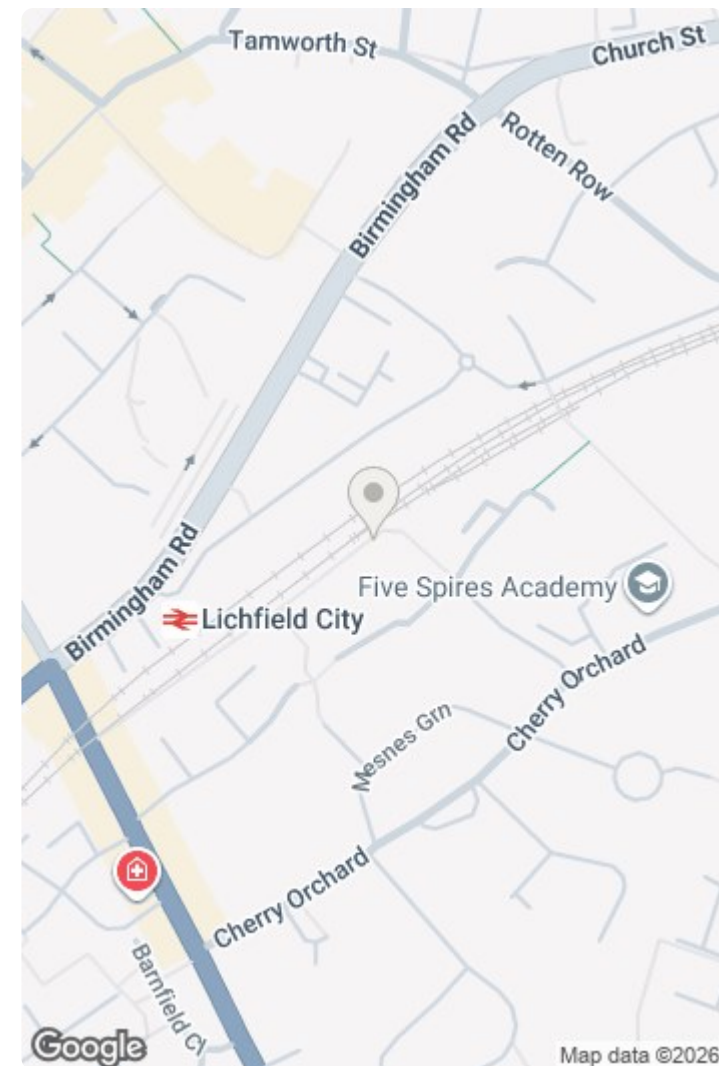 Tamworth St
Church St
Birmingham Rd
Rotten Row
Birmingham Rd
Five Spires Academy
Lichfield City
Cherry Orchard
Mesnes Grn
Cherry Orchard
Barnfield Cl
Google
Map data ©2026